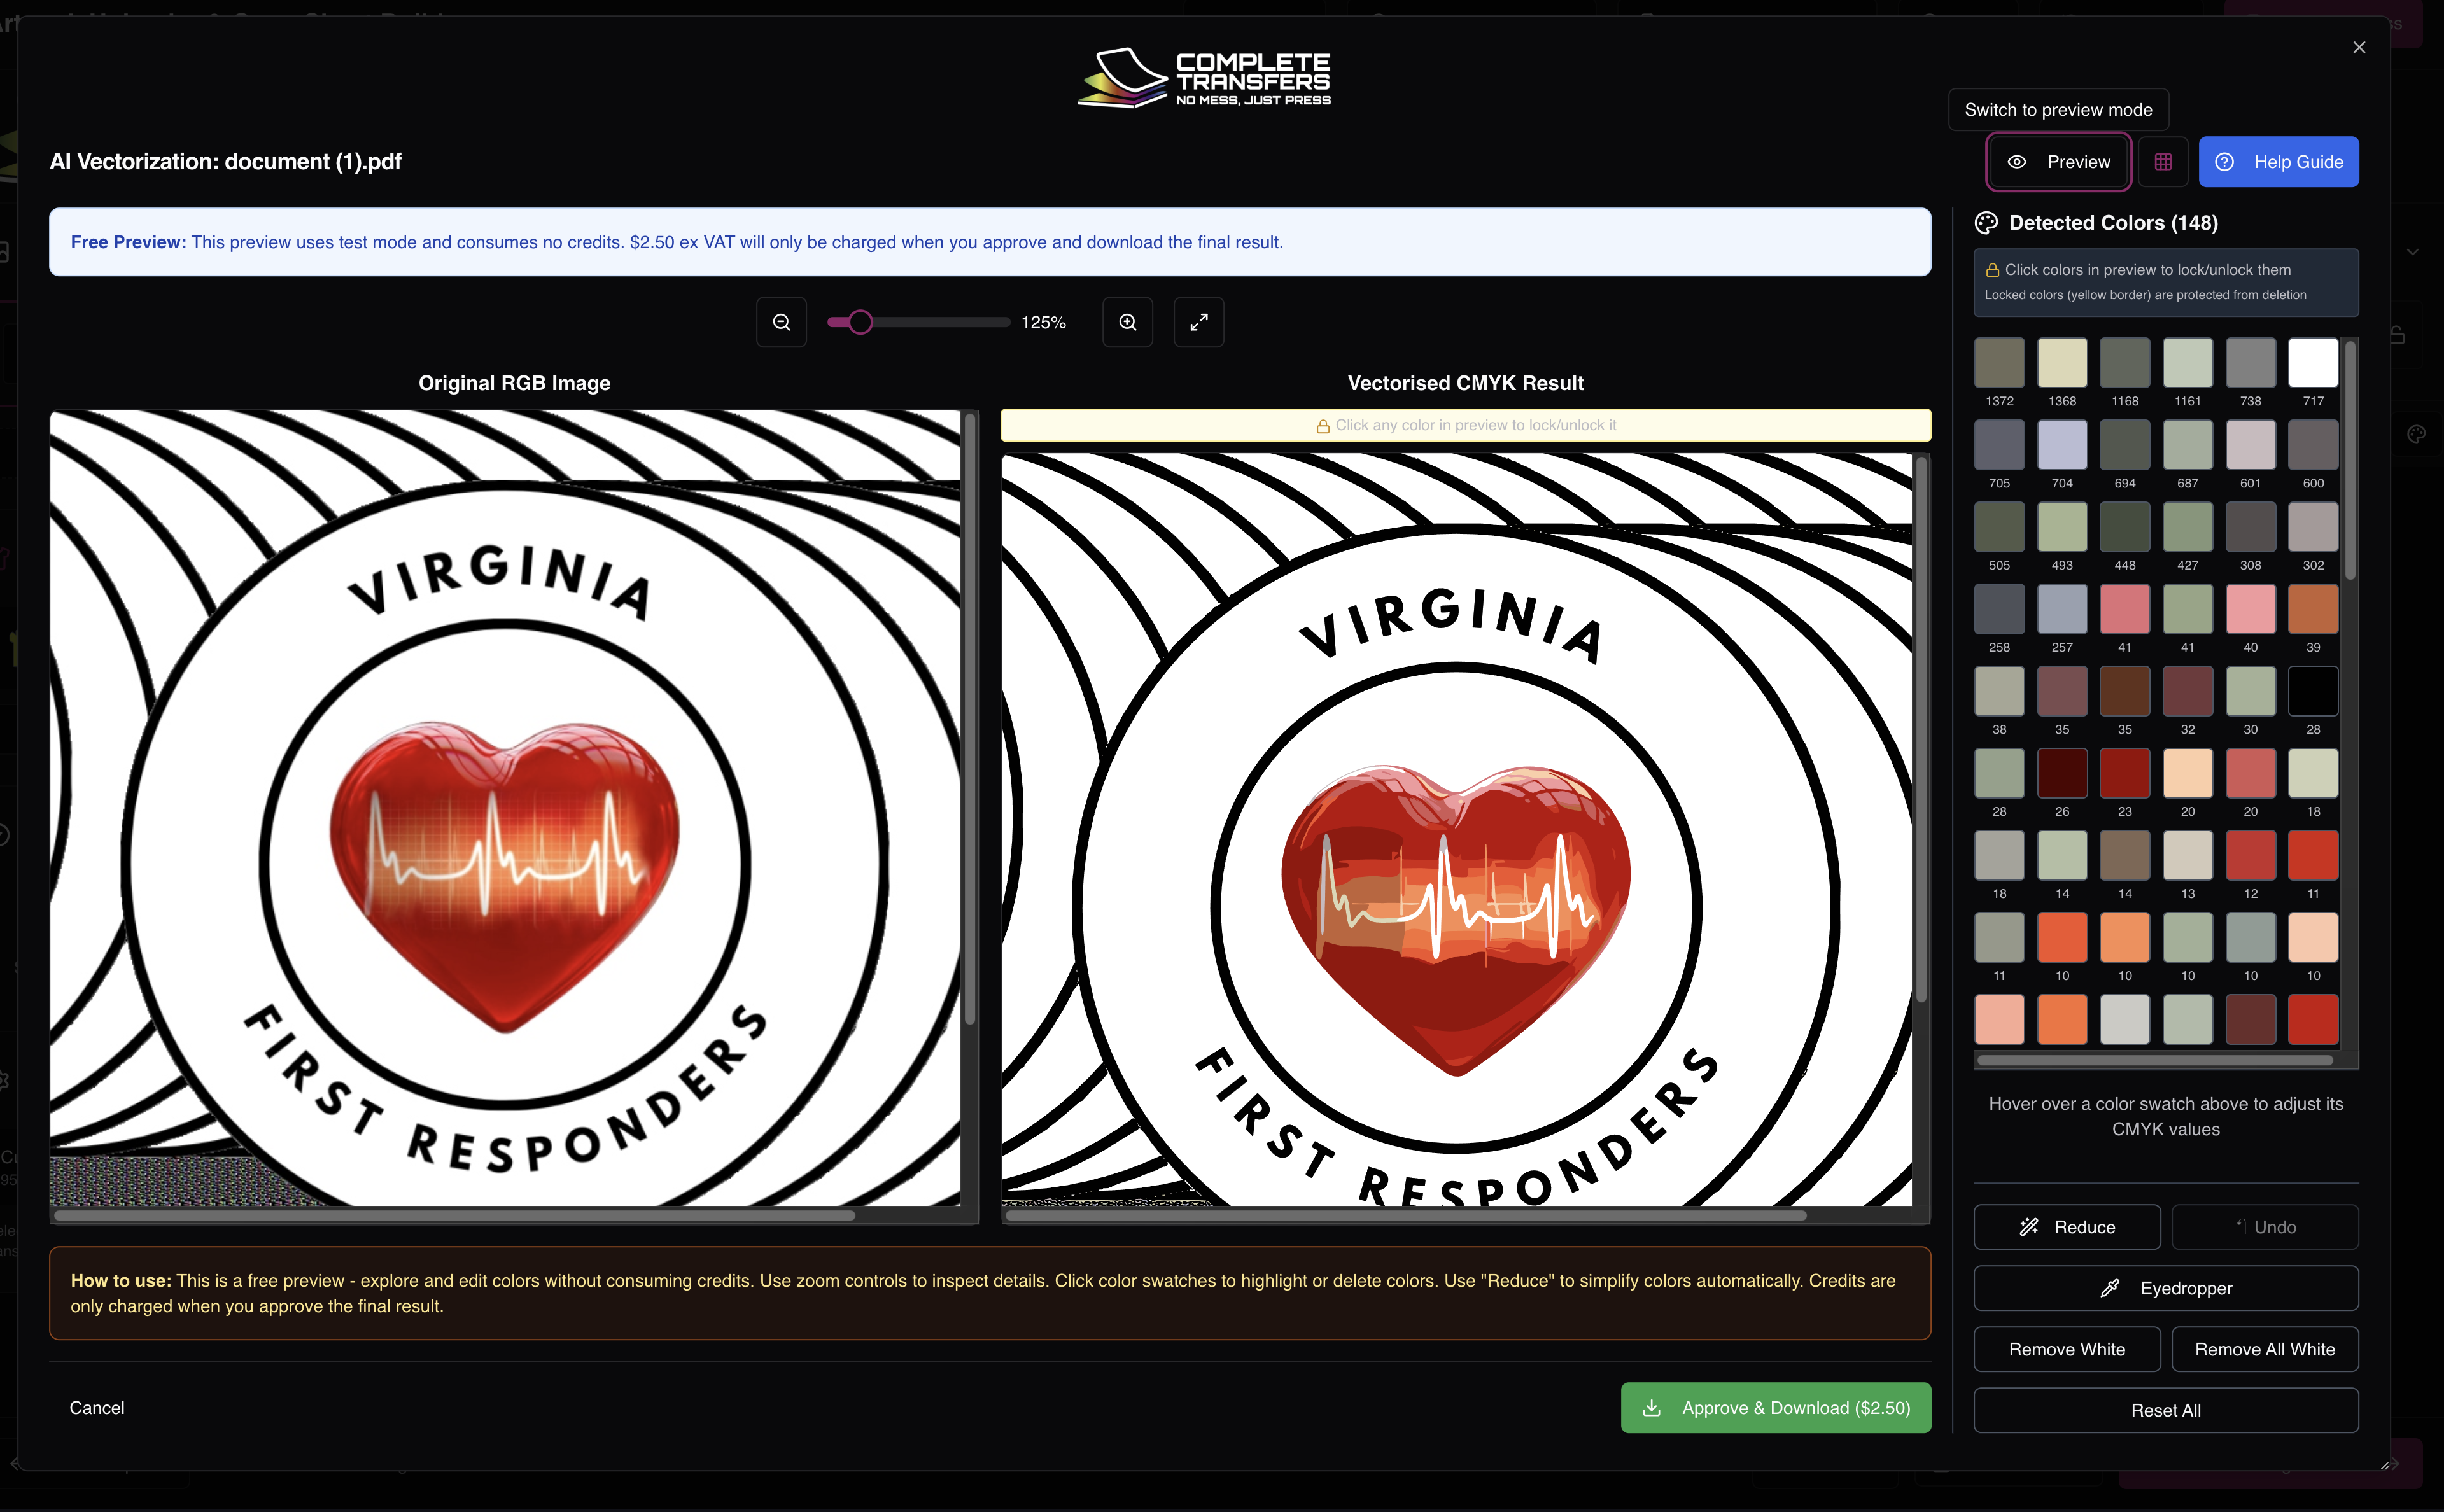 COMPLETE
TRANSFERS
NO MESS, JUST PRESS
Switch to preview mode
AI Vectorization: document (1).pdf
Preview
Help Guide
Free Preview: This preview uses test mode and consumes no credits. $2.50 ex VAT will only be charged when you approve and download the final result.
125%
Original RGB Image
Vectorised CMYK Result
Click any color in preview to lock/unlock it
VIRGINIA
FIRST RESPONDERS
VIRGINIA
FIRST RESPONDERS
How to use: This is a free preview - explore and edit colors without consuming credits. Use zoom controls to inspect details. Click color swatches to highlight or delete colors. Use "Reduce" to simplify colors automatically. Credits are
only charged when you approve the final result.
Cancel
Approve & Download ($2.50)
Detected Colors (148)
Click colors in preview to lock/unlock them
Locked colors (yellow border) are protected from deletion
1372 1368 1168 1161 738 717
705 704 694 687 601 600
505 493 448 427 308 302
258 257 41 41 40 39
38 35 35 32 30 28
28 26 23 20 20 18
18 14 14 13 12 11
11 10 10 10 10 10
Hover over a color swatch above to adjust its
CMYK values
Reduce
Undo
Eyedropper
Remove White
Remove All White
Reset All